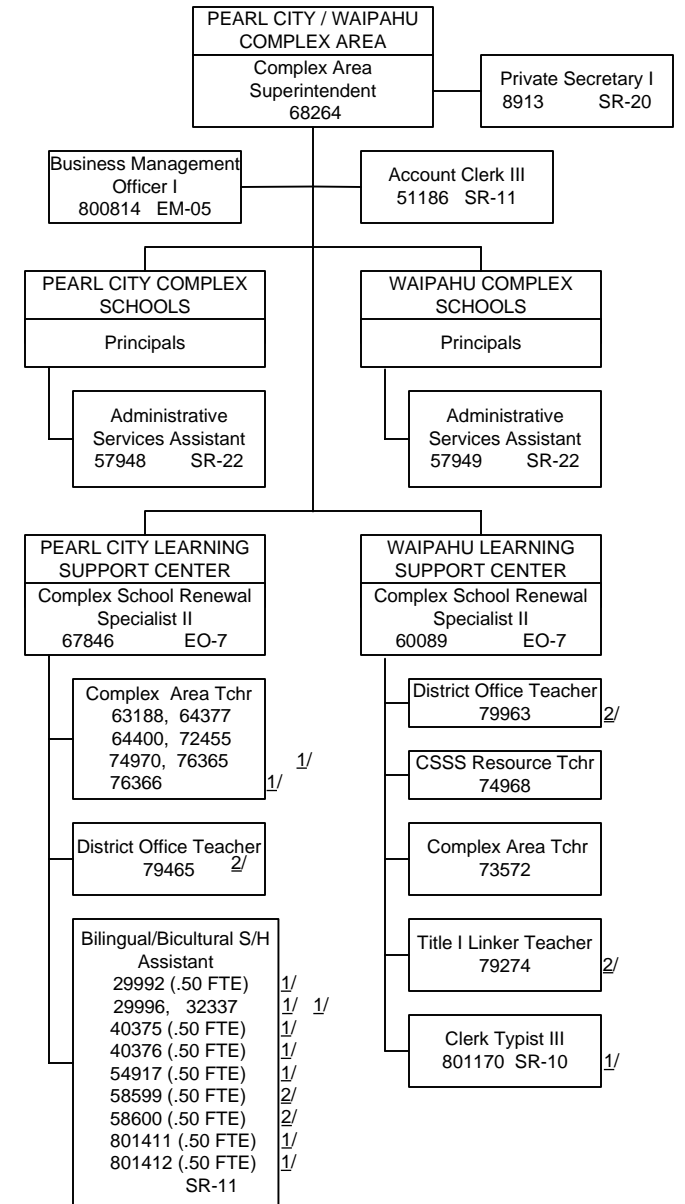 PEARL CITY / WAIPAHU
COMPLEX AREA
Complex Area
Superintendent
68264
Private Secretary I
8913 SR-20
Business Management
Officer I
800814 EM-05
Account Clerk III
51186 SR-11
PEARL CITY COMPLEX
SCHOOLS
Principals
Administrative
Services Assistant
57948 SR-22
WAIPAHU COMPLEX
SCHOOLS
Principals
Administrative
Services Assistant
57949 SR-22
PEARL CITY LEARNING
SUPPORT CENTER
Complex School Renewal
Specialist II
67846 EO-7
Complex Area Tchr
63188, 64377
64400, 72455
74970, 76365 1/
76366 1/
District Office Teacher
79465 2/
Bilingual/Bicultural S/H
Assistant
29992 (.50 FTE) 1/
29996, 32337 1/ 1/
40375 (.50 FTE) 1/
40376 (.50 FTE) 1/
54917 (.50 FTE) 1/
58599 (.50 FTE) 2/
58600 (.50 FTE) 2/
801411 (.50 FTE) 1/
801412 (.50 FTE) 1/
SR-11
WAIPAHU LEARNING
SUPPORT CENTER
Complex School Renewal
Specialist II
60089 EO-7
District Office Teacher
79963 2/
CSSS Resource Tchr
74968
Complex Area Tchr
73572
Title I Linker Teacher
79274 2/
Clerk Typist III
801170 SR-10 1/